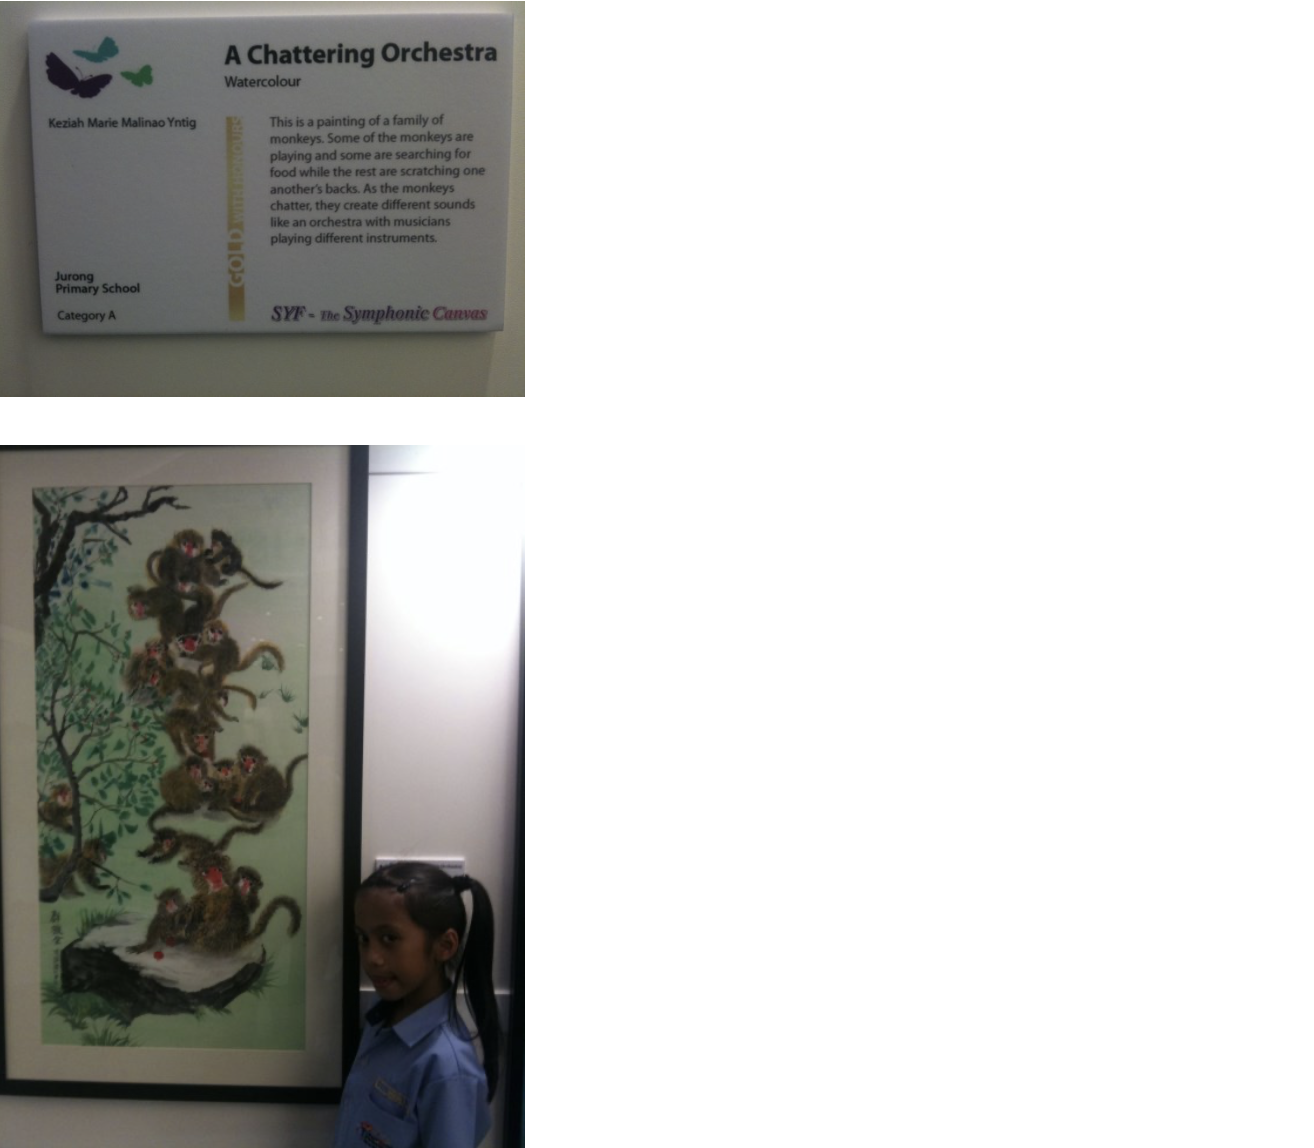 A Chattering Orchestra
Watercolour
Keziah Marie Malinao Yntig
GOLD WITH HONOURS
This is a painting of a family of
monkeys. Some of the monkeys are
playing and some are searching for
food while the rest are scratching one
another's backs. As the monkeys
chatter, they create different sounds
like an orchestra with musicians
playing different instruments.
Jurong
Primary School
Category A
SYF - The Symphonic Canvas